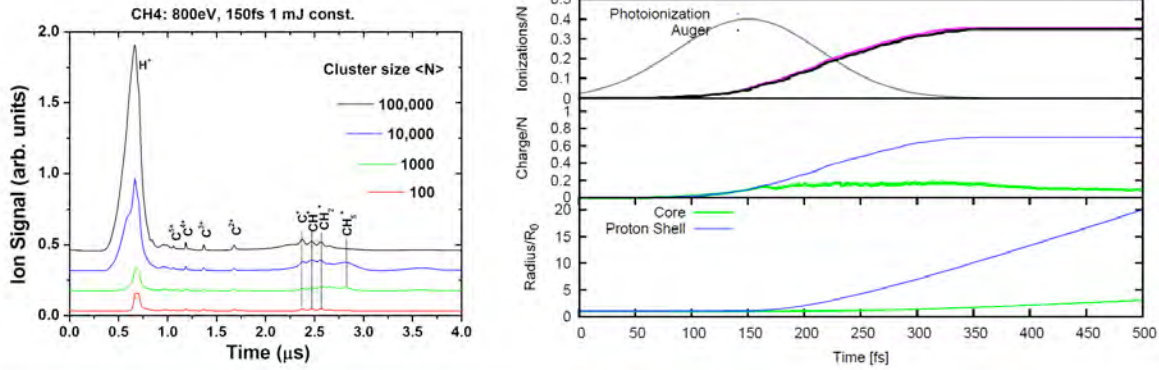 CH4: 800eV, 150fs 1 mJ const.
2.0
1.5
1.0
0.5
0.0
Ion Signal (arb. units)
H⁺
Cluster size <N>
100,000
10,000
1000
100
CH⁺
0.0 0.5 1.0 1.5 2.0 2.5 3.0 3.5 4.0
Time (μs)
0.5
0.4
0.3
0.2
0.1
0
Ionizations/N
Photoionization
Auger
1
0.8
0.6
0.4
0.2
0
Charge/N
20
15
10
5
0
Radius/R₀
Core
Proton Shell
0 50 100 150 200 250 300 350 400 450 500
Time [fs]